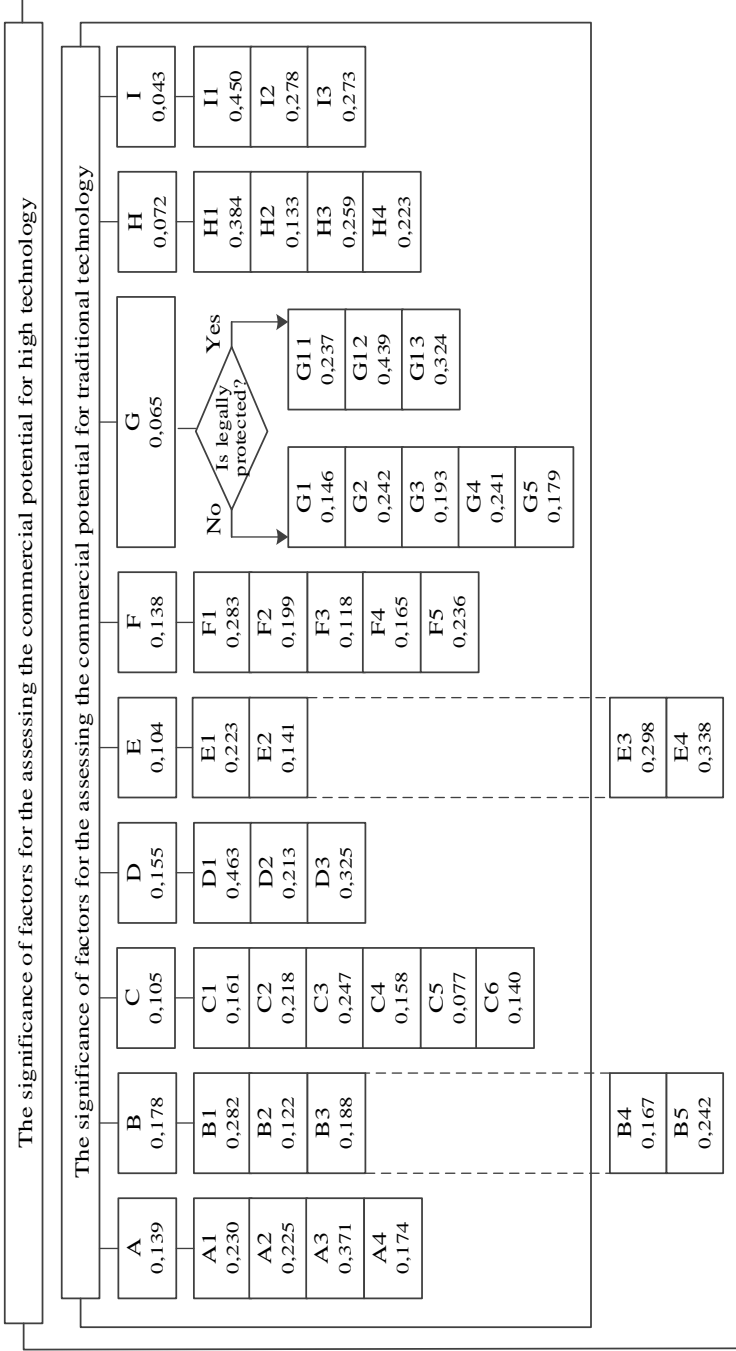 The significance of factors for the assessing the commercial potential for high technology
The significance of factors for the assessing the commercial potential for traditional technology
A
0,139
A1
0,230
A2
0,225
A3
0,371
A4
0,174
B
0,178
B1
0,282
B2
0,122
B3
0,188
B4
0,167
B5
0,242
C
0,105
C1
0,161
C2
0,218
C3
0,247
C4
0,158
C5
0,077
C6
0,140
D
0,155
D1
0,463
D2
0,213
D3
0,325
E
0,104
E1
0,223
E2
0,141
E3
0,298
E4
0,338
F
0,138
F1
0,283
F2
0,199
F3
0,118
F4
0,165
F5
0,236
G
0,065
Is legally
protected?
No
Yes
G1
0,146
G2
0,242
G3
0,193
G4
0,241
G5
0,179
G11
0,237
G12
0,439
G13
0,324
H
0,072
H1
0,384
H2
0,133
H3
0,259
H4
0,223
I
0,043
I1
0,450
I2
0,278
I3
0,273